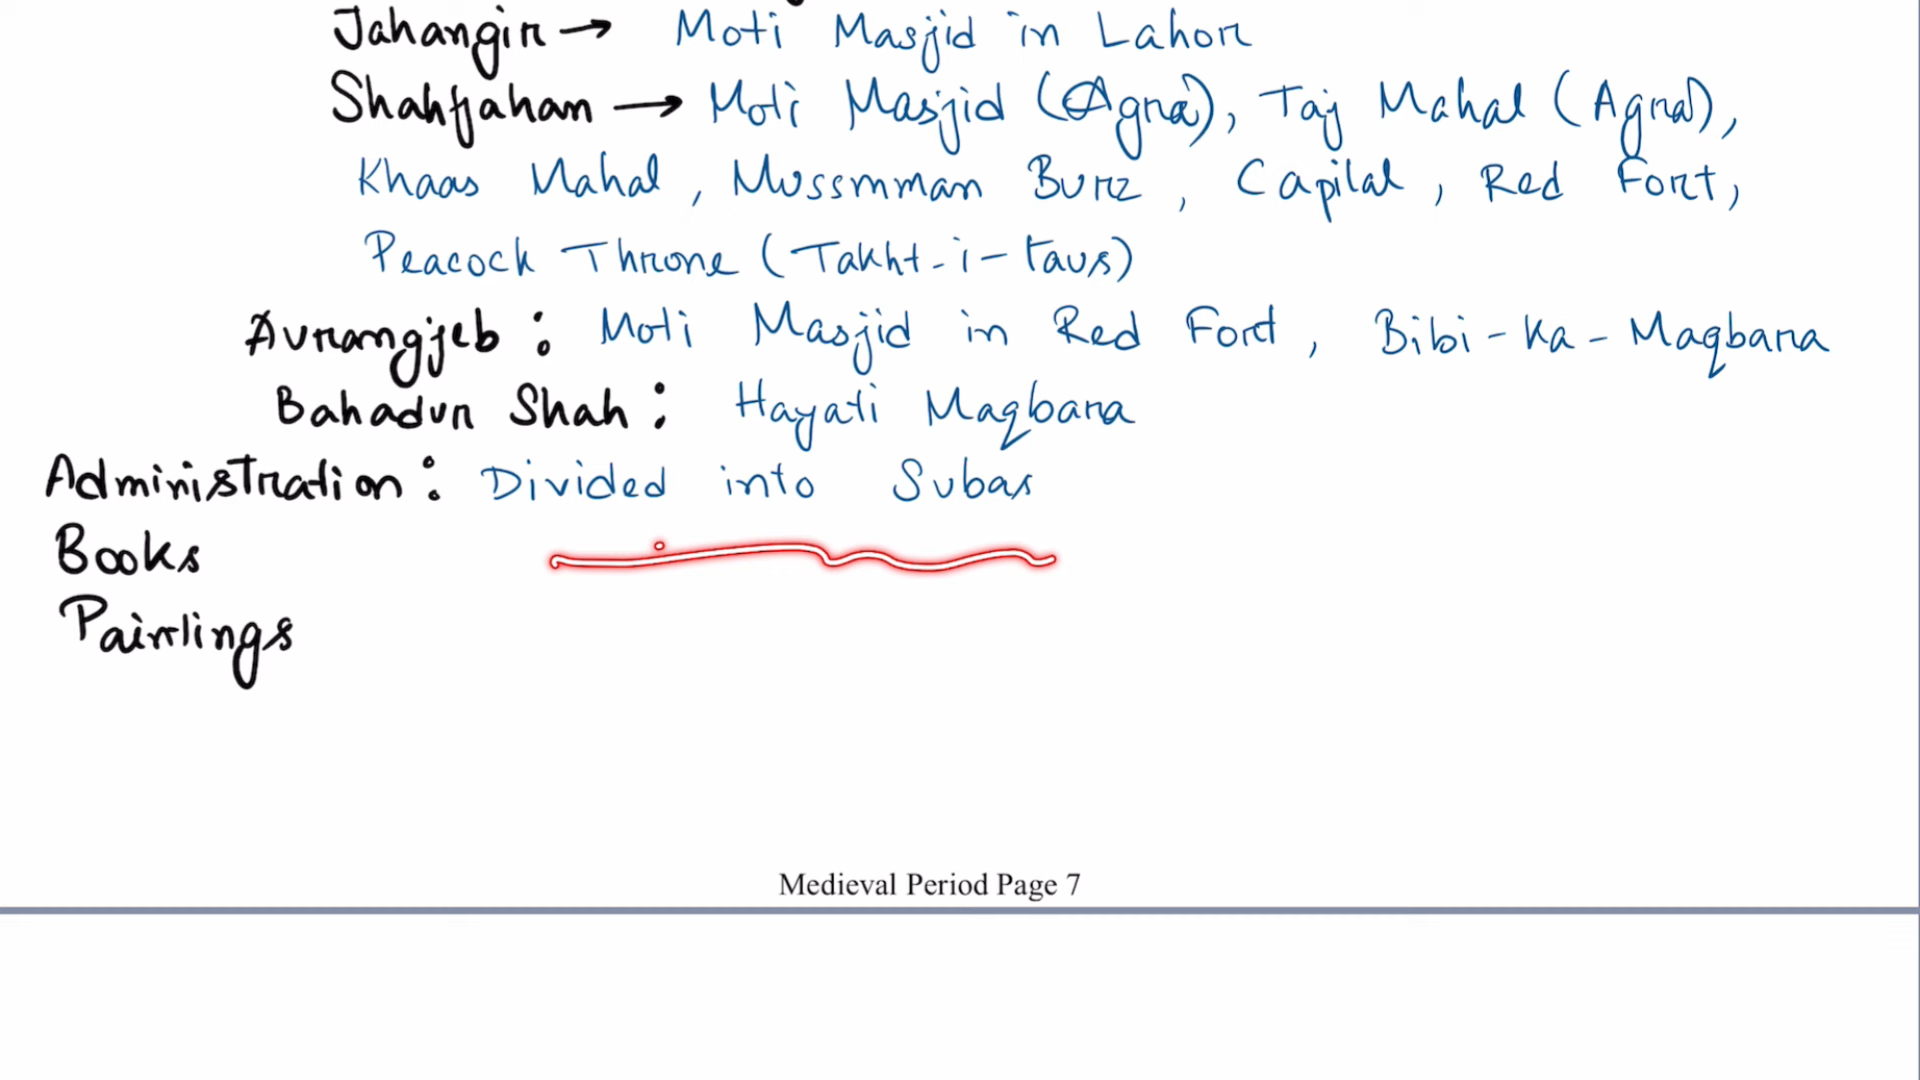 Jahangir → Moti Masjid in Lahor
Shahjahan → Moti Masjid (Agra), Taj Mahal (Agra),
Khaas Mahal, Mussmman Burz, Capital, Red Fort,
Peacock Throne (Takht-i-taus)
Aurangjeb: Moti Masjid in Red Fort, Bibi-Ka-Maqbara
Bahadur Shah: Hayati Maqbara
Administration: Divided into Subas
Books
Paintings
Medieval Period Page 7